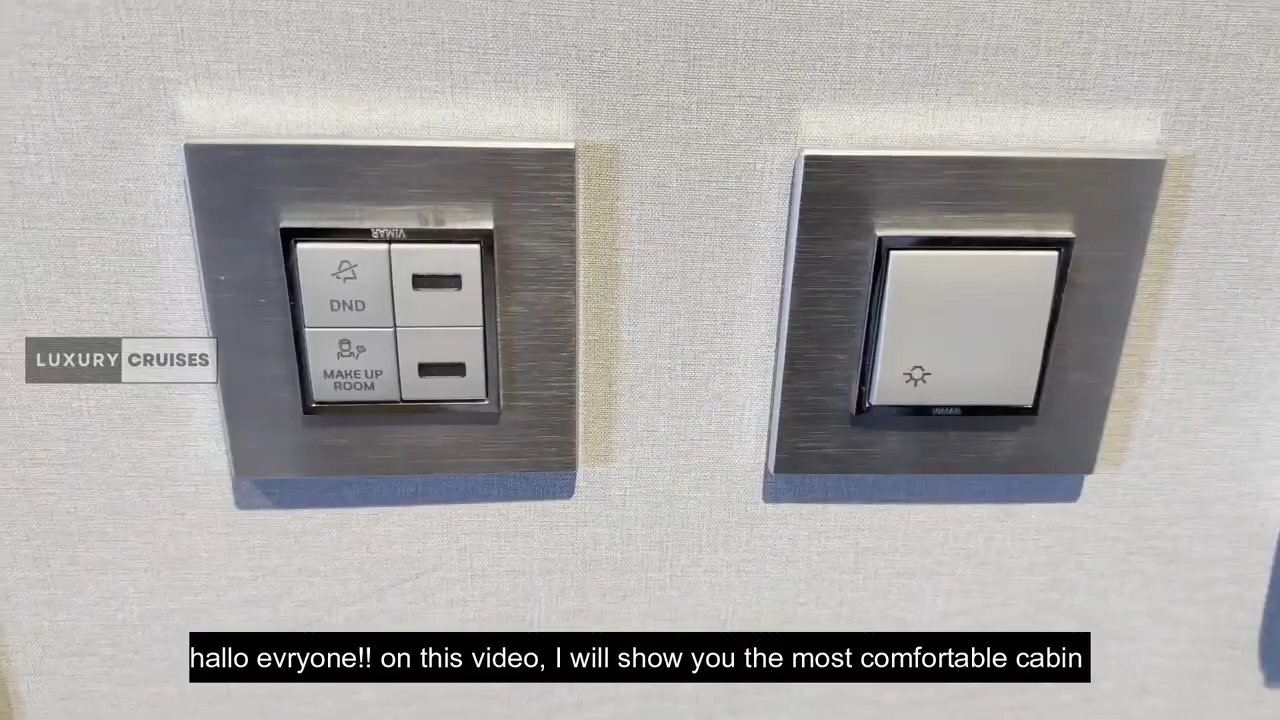 VIMAR
DND
MAKE UP
ROOM
VIMAR
LUXURY CRUISES
hallo evryone!! on this video, I will show you the most comfortable cabin